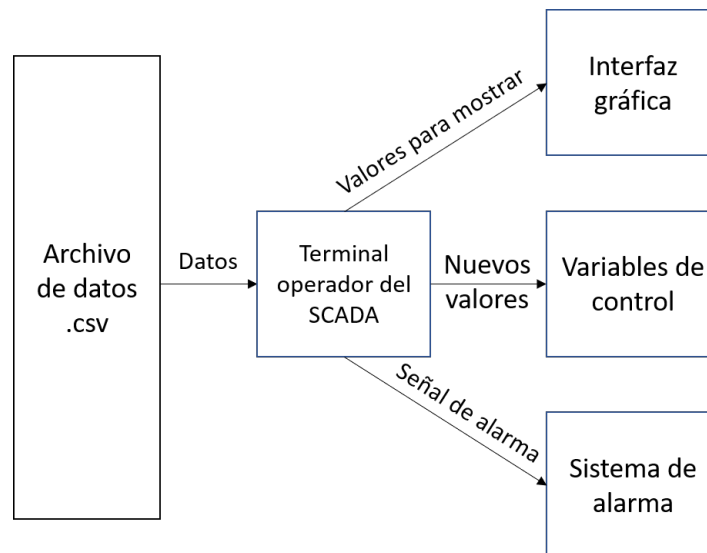 Archivo
de datos
.csv
Datos
Terminal
operador del
SCADA
Valores para mostrar
Interfaz
gráfica
Nuevos
valores
Variables de
control
Señal de alarma
Sistema de
alarma